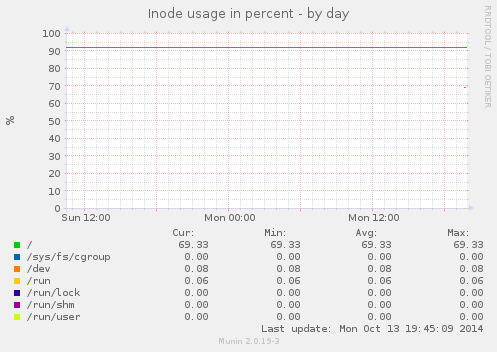 Inode usage in percent - by day
RRDTOOL / TOBI OETIKER
%
100
90
80
70
60
50
40
30
20
10
0
Sun 12:00 Mon 00:00 Mon 12:00
Cur: Min: Avg: Max:
/ 69.33 69.33 69.33 69.33
/sys/fs/cgroup 0.00 0.00 0.00 0.00
/dev 0.08 0.08 0.08 0.08
/run 0.06 0.06 0.06 0.06
/run/lock 0.00 0.00 0.00 0.00
/run/shm 0.00 0.00 0.00 0.00
/run/user 0.00 0.00 0.00 0.00
Last update: Mon Oct 13 19:45:09 2014
Munin 2.0.19-3